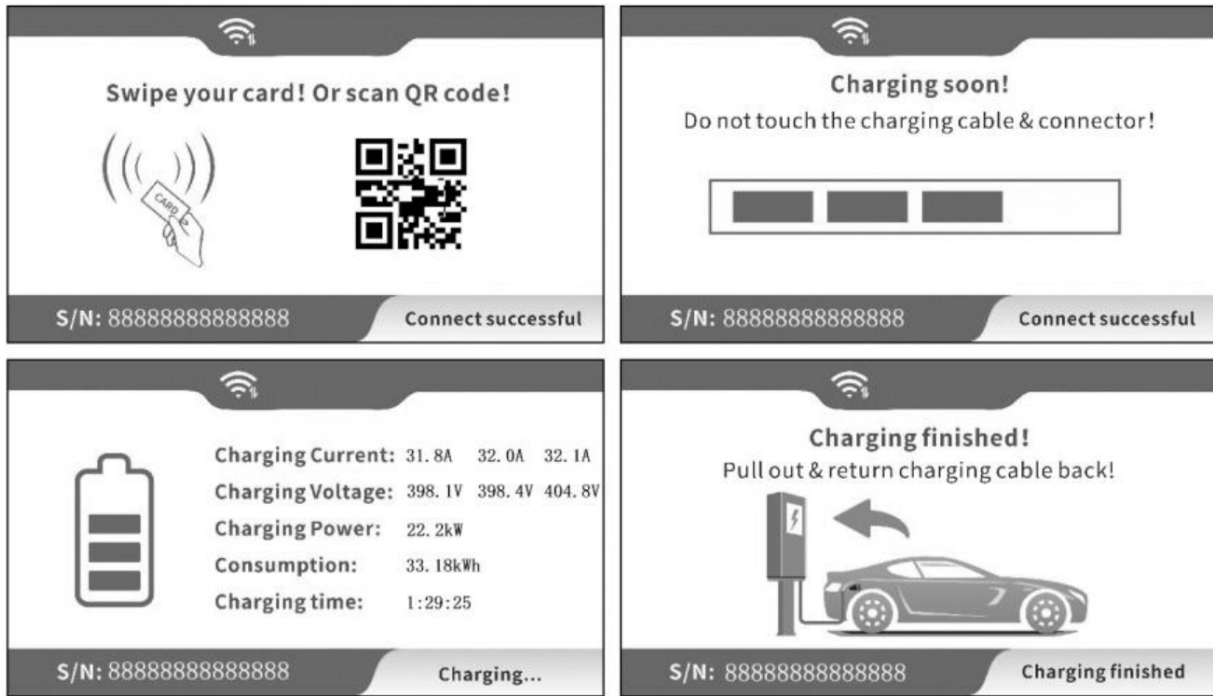 Swipe your card! Or scan QR code!
CARD
S/N: 88888888888888
Connect successful
Charging soon!
Do not touch the charging cable & connector!
S/N: 88888888888888
Connect successful
Charging Current: 31.8A 32.0A 32.1A
Charging Voltage: 398.1V 398.4V 404.8V
Charging Power: 22.2kW
Consumption: 33.18kWh
Charging time: 1:29:25
S/N: 88888888888888
Charging...
Charging finished!
Pull out & return charging cable back!
S/N: 88888888888888
Charging finished